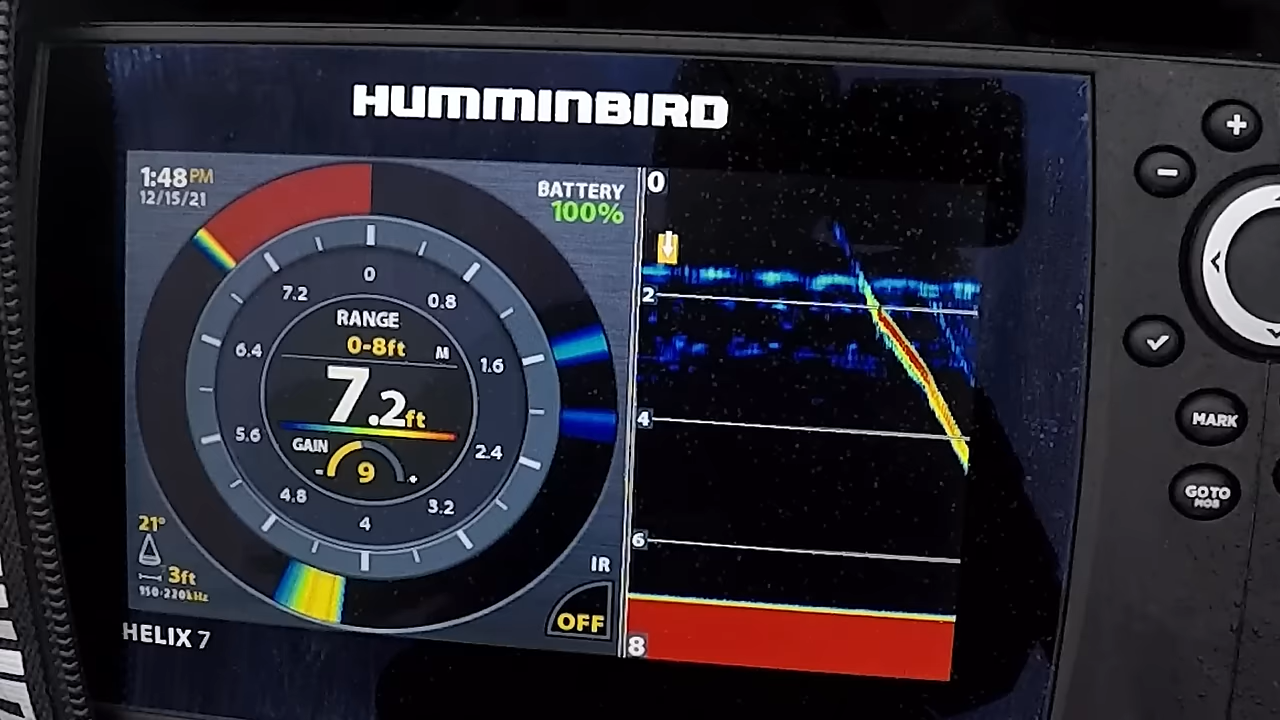 HUMMINBIRD
1:48PM
12/15/21
BATTERY
100%
0
7.2
0.8
RANGE
0-8ft
M
6.4
1.6
7.2ft
5.6
GAIN
2.4
- 9 +
4.8
3.2
4
21°
3ft
150-220kHz
IR
OFF
0
2
4
6
8
HELIX 7
+
-
MARK
GO TO
MOB